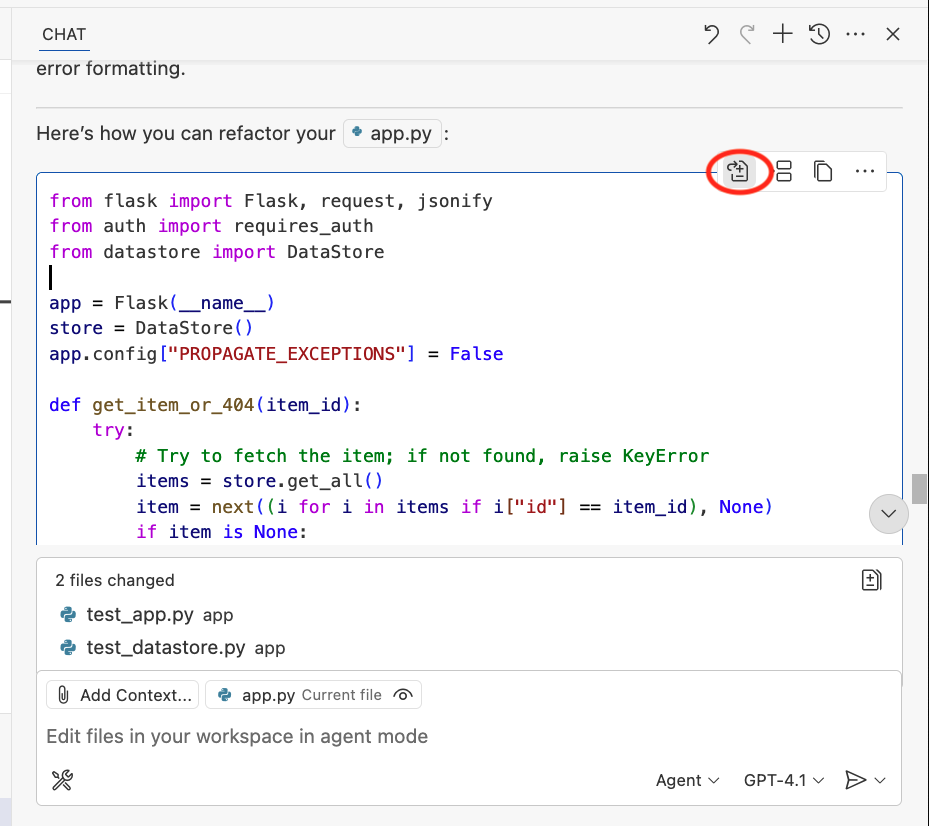 CHAT
error formatting.
Here’s how you can refactor your app.py :
from flask import Flask, request, jsonify
from auth import requires_auth
from datastore import DataStore
app = Flask(__name__)
store = DataStore()
app.config["PROPAGATE_EXCEPTIONS"] = False
def get_item_or_404(item_id):
try:
# Try to fetch the item; if not found, raise KeyError
items = store.get_all()
item = next((i for i in items if i["id"] == item_id), None)
if item is None:
2 files changed
test_app.py app
test_datastore.py app
Add Context... app.py Current file
Edit files in your workspace in agent mode
Agent GPT-4.1